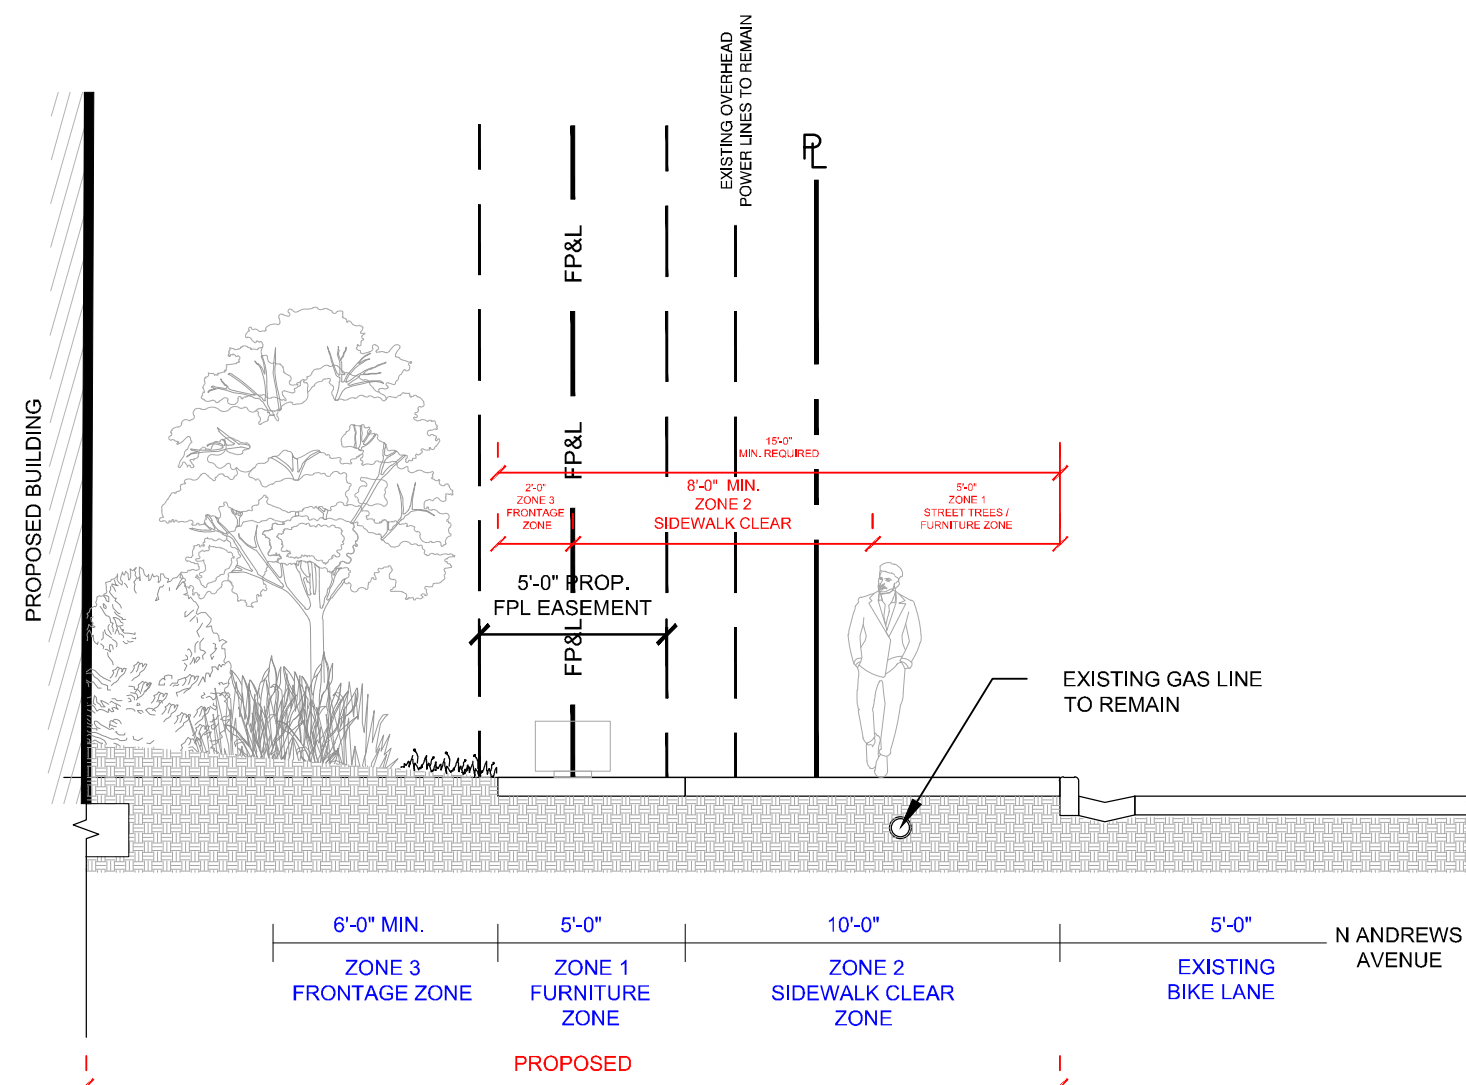 EXISTING OVERHEAD
POWER LINES TO REMAIN
PL
FP&L
PROPOSED BUILDING
FP&L
15'-0"
MIN. REQUIRED
2'-0"
ZONE 3
FRONTAGE
ZONE
8'-0" MIN.
ZONE 2
SIDEWALK CLEAR
5'-0"
ZONE 1
STREET TREES /
FURNITURE ZONE
5'-0" PROP.
FPL EASEMENT
FP&L
EXISTING GAS LINE
TO REMAIN
6'-0" MIN.
ZONE 3
FRONTAGE ZONE
5'-0"
ZONE 1
FURNITURE
ZONE
10'-0"
ZONE 2
SIDEWALK CLEAR
ZONE
5'-0"
EXISTING
BIKE LANE
N ANDREWS
AVENUE
PROPOSED